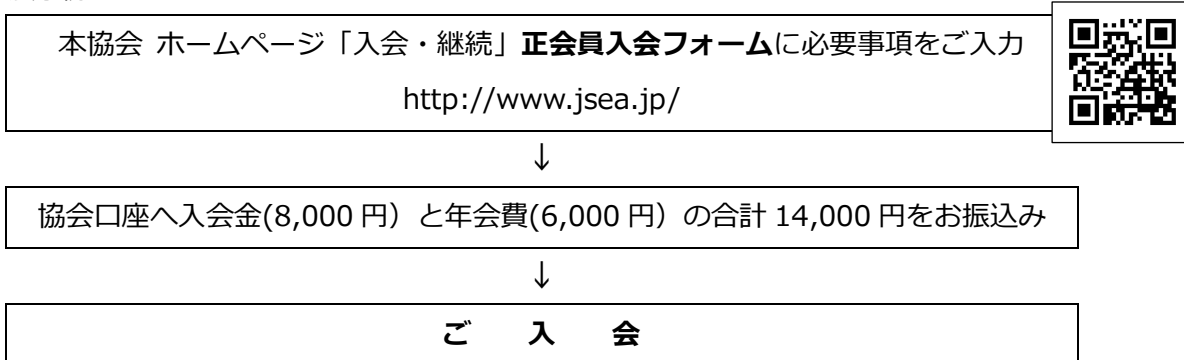 本協会 ホームページ「入会・継続」正会員入会フォームに必要事項をご入力
http://www.jsea.jp/
↓
協会口座へ入会金(8,000 円）と年会費(6,000 円）の合計 14,000 円をお振込み
↓
ご 入 会